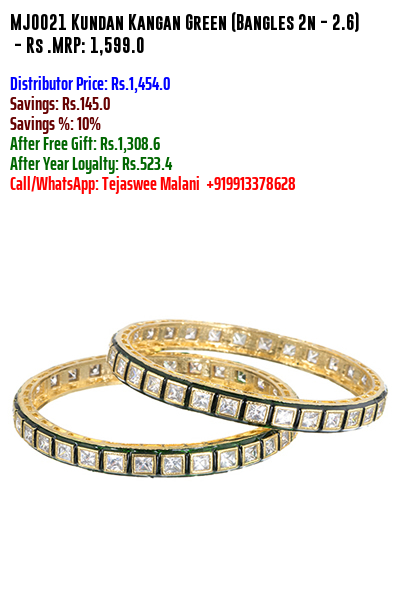 MJ0021 Kundan Kangan Green (Bangles 2n - 2.6)
- Rs .MRP: 1,599.0
Distributor Price: Rs.1,454.0
Savings: Rs.145.0
Savings %: 10%
After Free Gift: Rs.1,308.6
After Year Loyalty: Rs.523.4
Call/WhatsApp: Tejaswee Malani +919913378628